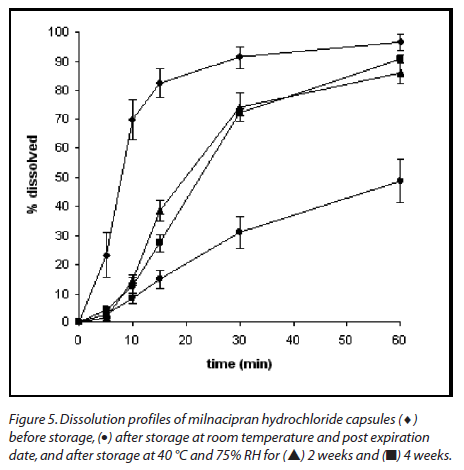 100
90
80
70
60
50
40
30
20
10
0
% dissolved
0 10 20 30 40 50 60
time (min)
Figure 5. Dissolution profiles of milnacipran hydrochloride capsules (♦)
before storage, (•) after storage at room temperature and post expiration
date, and after storage at 40 °C and 75% RH for (▲) 2 weeks and (■) 4 weeks.